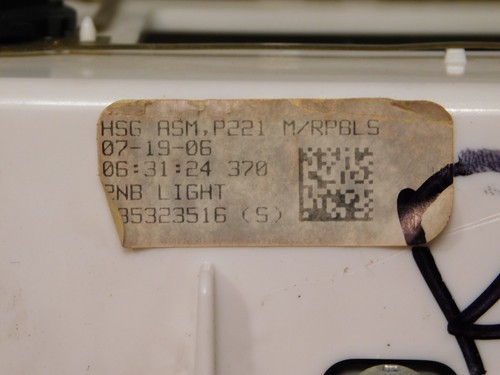 HSG ASM,P221 M/RPBLS
07-19-06
06:31:24 370
PNB LIGHT
35323516 (S)